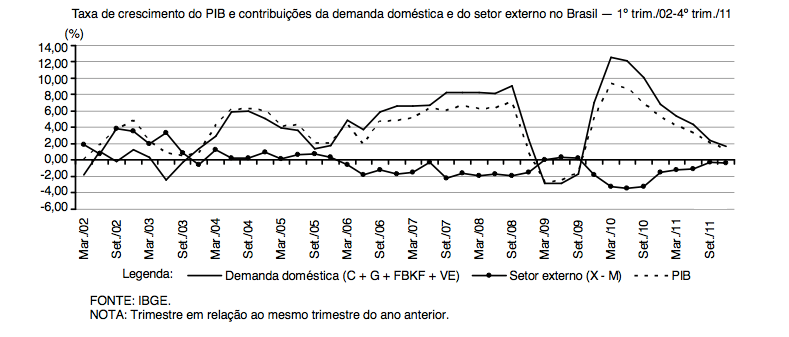 Taxa de crescimento do PIB e contribuições da demanda doméstica e do setor externo no Brasil — 1º trim./02-4º trim./11
(%)
14,00
12,00
10,00
8,00
6,00
4,00
2,00
0,00
-2,00
-4,00
-6,00
Mar./02
Set./02
Mar./03
Set./03
Mar./04
Set./04
Mar./05
Set./05
Mar./06
Set./06
Mar./07
Set./07
Mar./08
Set./08
Mar./09
Set./09
Mar./10
Set./10
Mar./11
Set./11
Legenda: Demanda doméstica (C + G + FBKF + VE) Setor externo (X - M) PIB
FONTE: IBGE.
NOTA: Trimestre em relação ao mesmo trimestre do ano anterior.